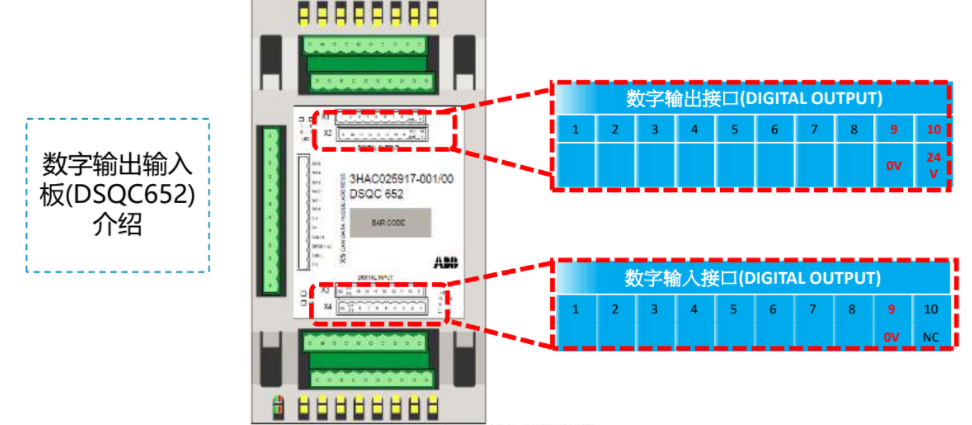 数字输出输入
板(DSQC652)
介绍
X1
X2
3HAC025917-001/00
DSQC 652
BAR CODE
X5 CAN DATA MODEL ADDRESS
ABB
DIGITAL INPUT
X3
X4
数字输出接口(DIGITAL OUTPUT)
1 2 3 4 5 6 7 8 9 10
0V 24
V
数字输入接口(DIGITAL OUTPUT)
1 2 3 4 5 6 7 8 9 10
0V NC